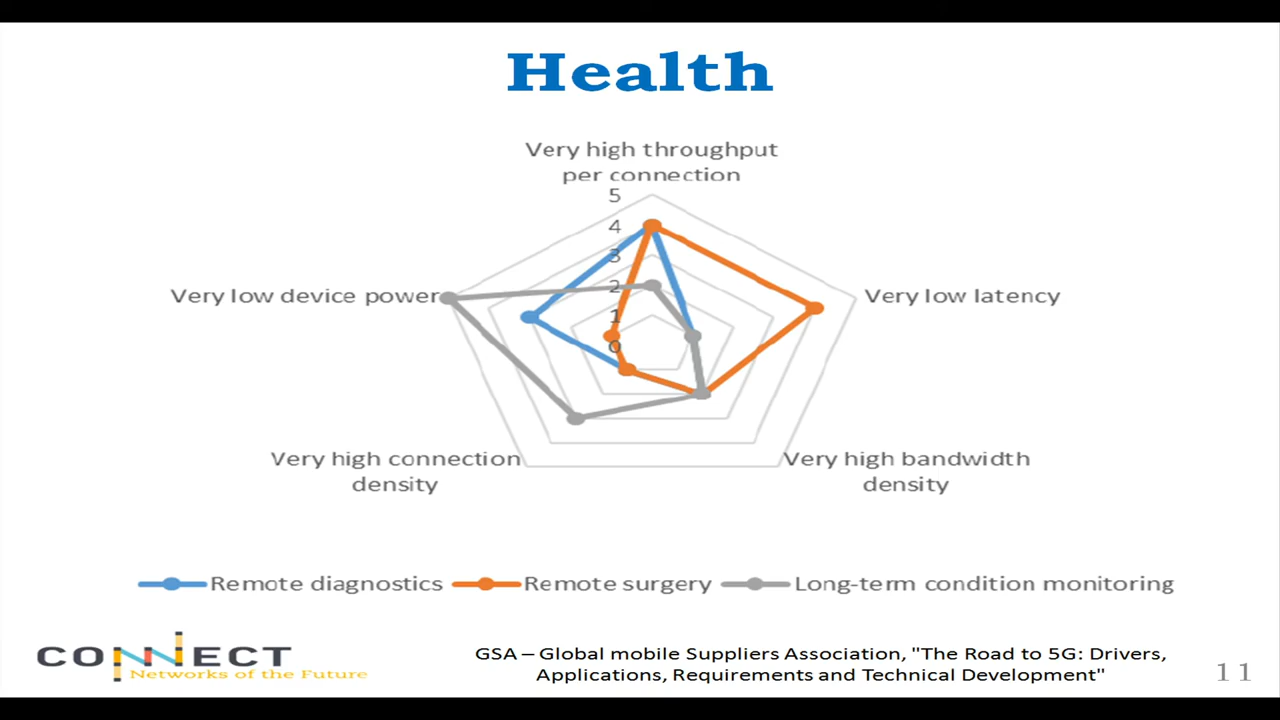 Health
Very high throughput
per connection
5
4
3
2
1
0
Very low device power
Very low latency
Very high connection
density
Very high bandwidth
density
Remote diagnostics
Remote surgery
Long-term condition monitoring
CONNECT
Networks of the Future
GSA – Global mobile Suppliers Association, "The Road to 5G: Drivers,
Applications, Requirements and Technical Development"
11